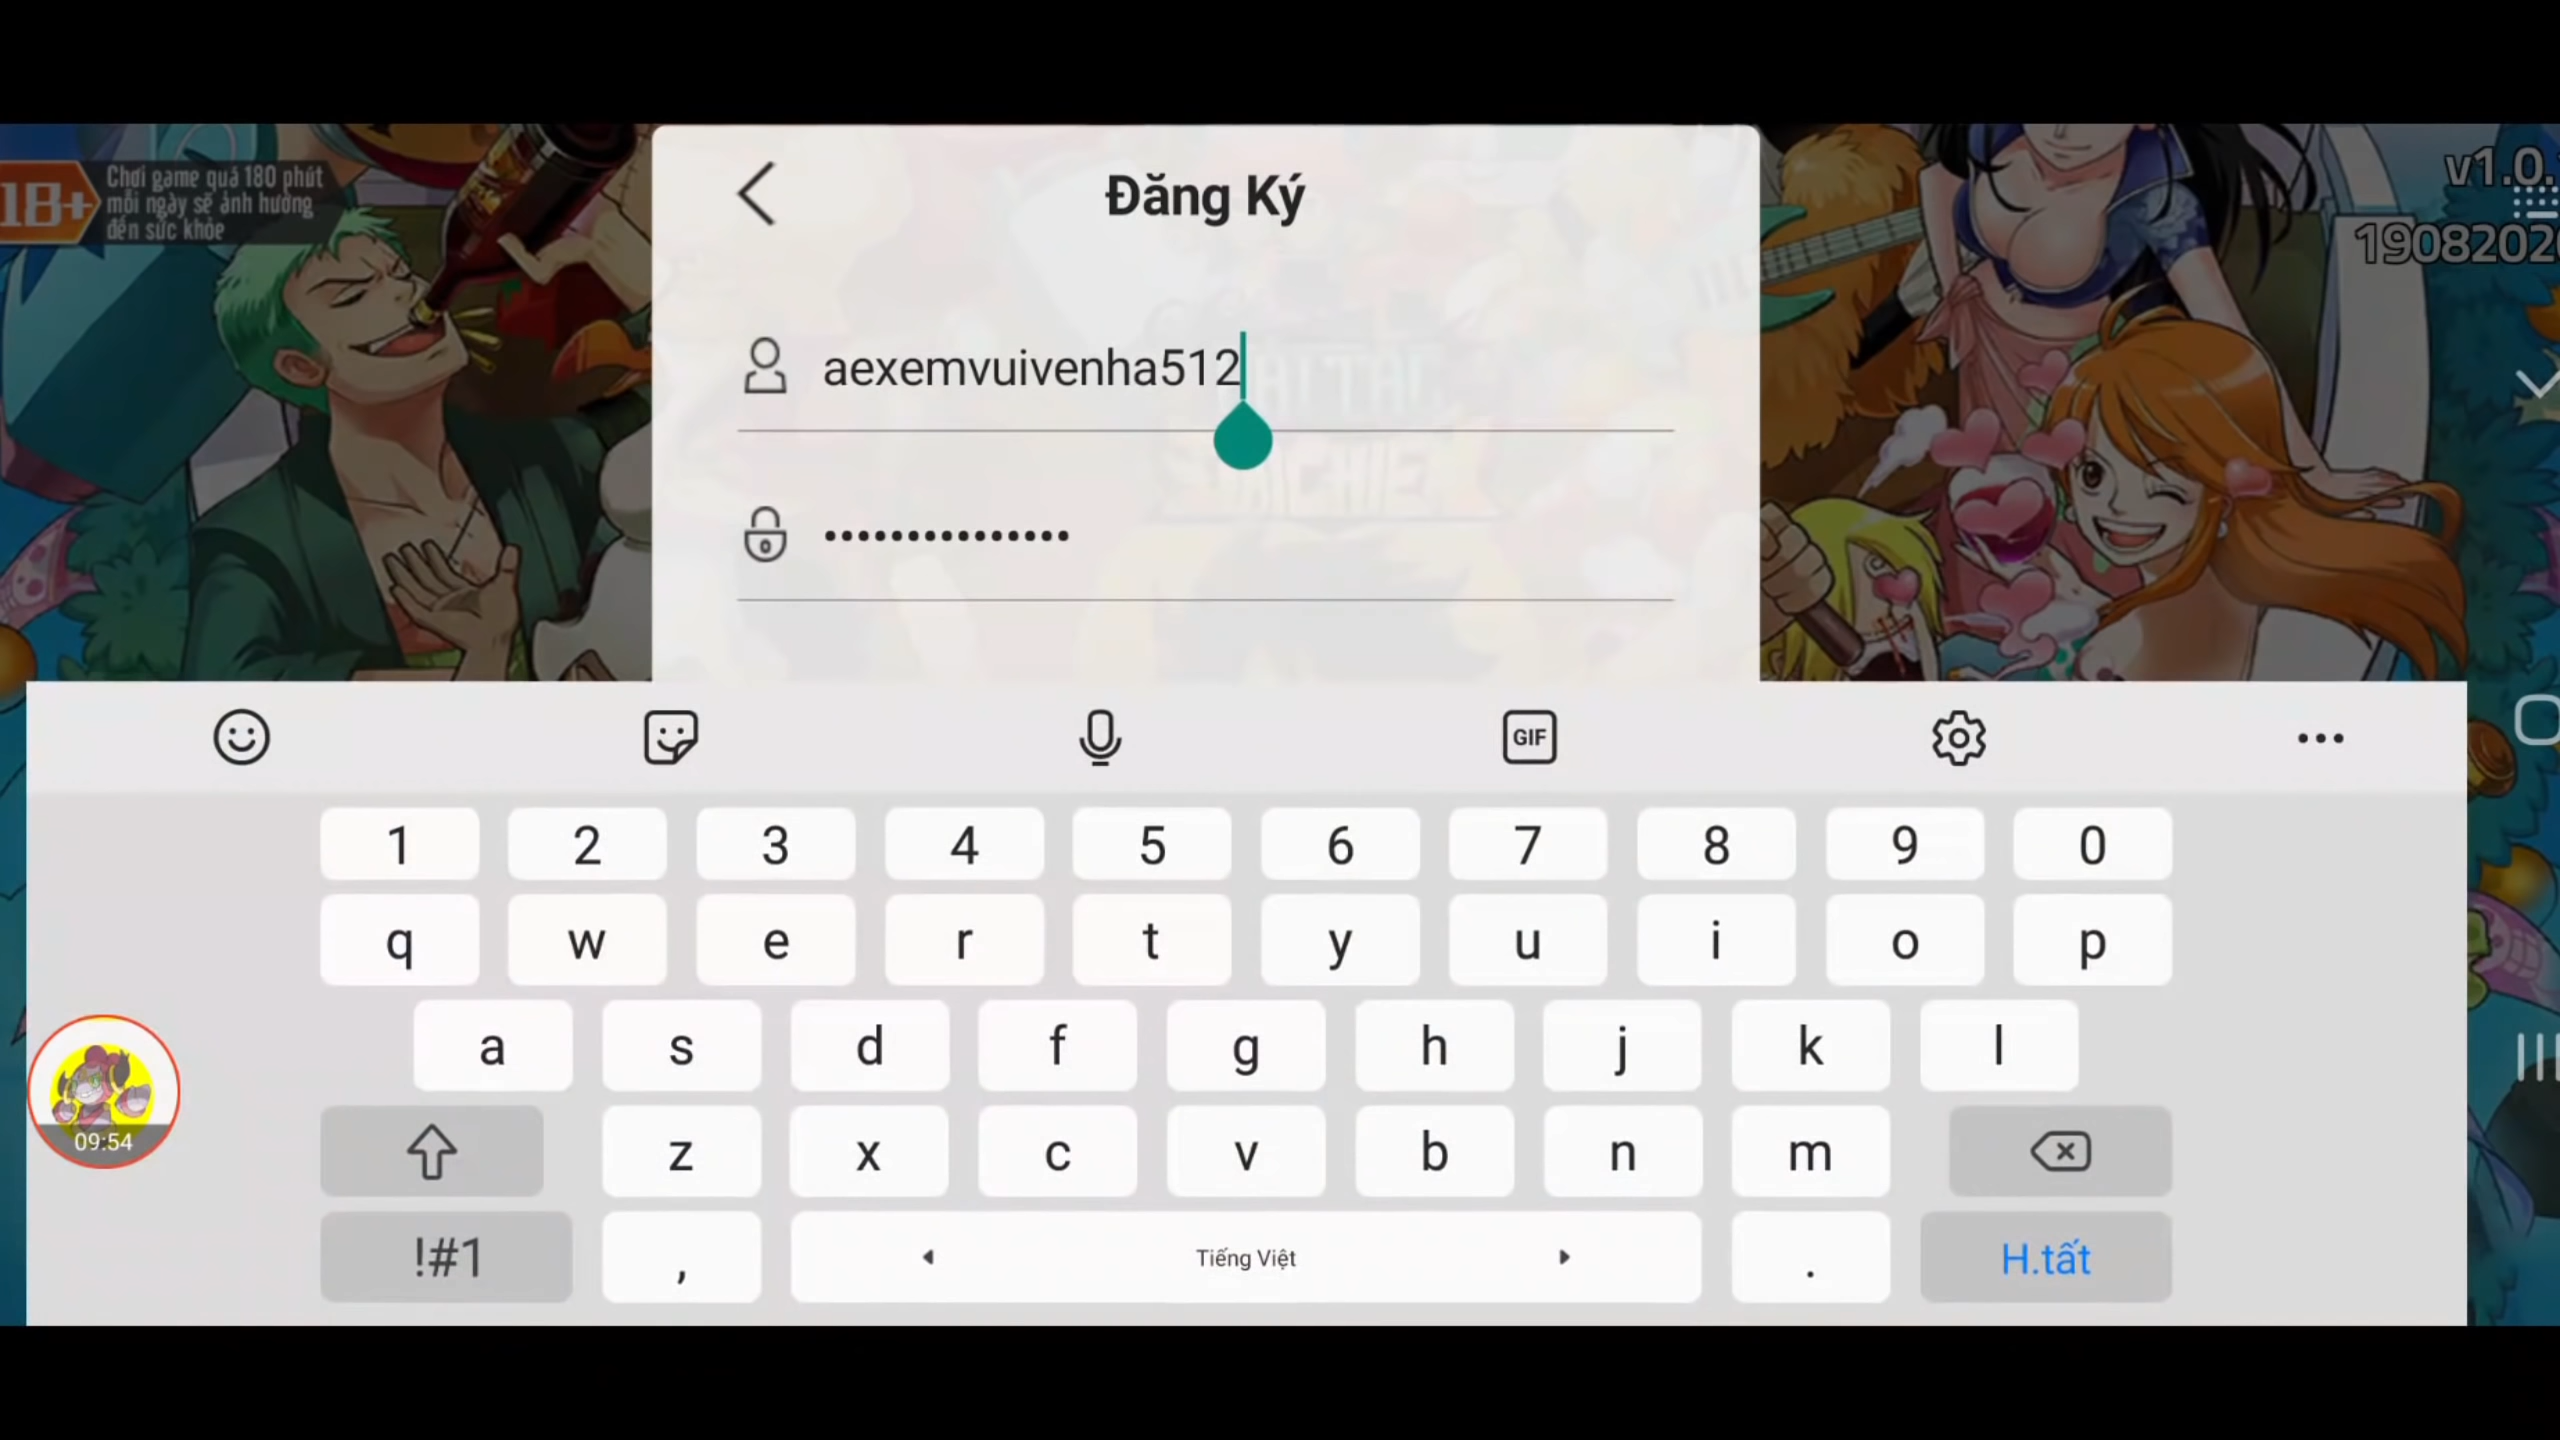 18+
Chơi game quá 180 phút
mỗi ngày sẽ ảnh hưởng
đến sức khỏe
Đăng Ký
v1.0.
1908202
aexemvuivenha512
•••••••••••••••
GIF
1 2 3 4 5 6 7 8 9 0
q w e r t y u i o p
a s d f g h j k l
z x c v b n m
!#1 , Tiếng Việt . H.tất
09:54